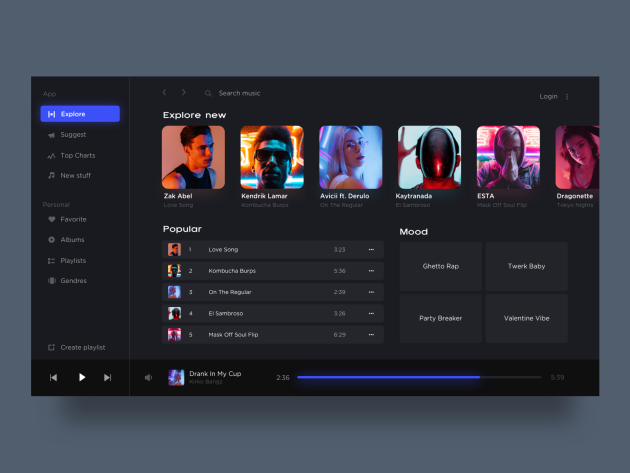 App
Explore
Suggest
Top Charts
New stuff
Personal
Favorite
Albums
Playlists
Gendres
Create playlist
Search music
Login
Explore new
Zak Abel
Love Song
Kendrik Lamar
Kombucha Burps
Avicii ft. Derulo
On The Regular
Kaytranada
El Sambroso
ESTA
Mask Off Soul Flip
Dragonette
Tokyo Nights
Popular
1 Love Song 3:23
2 Kombucha Burps 5:36
3 On The Regular 2:39
4 El Sambroso 3:26
5 Mask Off Soul Flip 6:29
Mood
Ghetto Rap
Twerk Baby
Party Breaker
Valentine Vibe
Drank In My Cup
Kirko Bangz
2:36
5:39